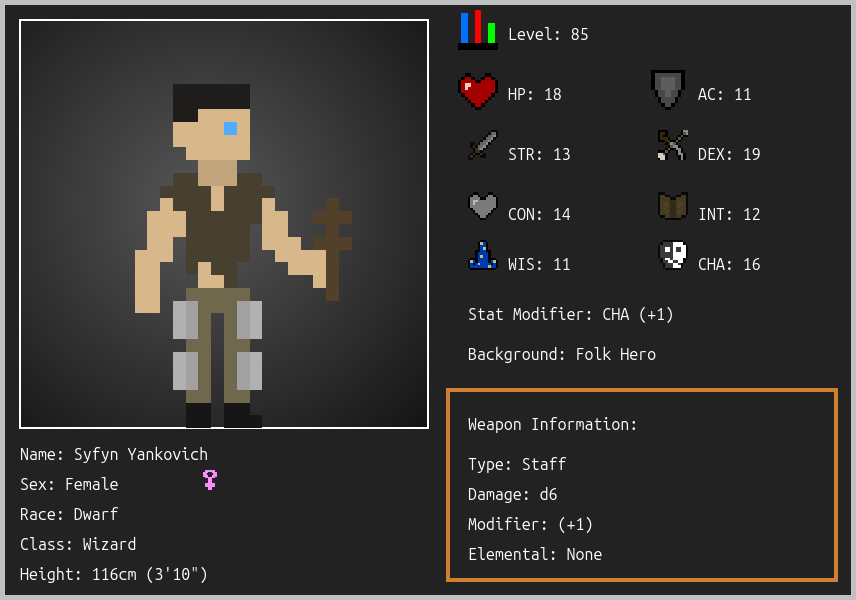 Level: 85
HP: 18
AC: 11
STR: 13
DEX: 19
CON: 14
INT: 12
WIS: 11
CHA: 16
Stat Modifier: CHA (+1)
Background: Folk Hero
Weapon Information:
Type: Staff
Damage: d6
Modifier: (+1)
Elemental: None
Name: Syfyn Yankovich
Sex: Female
Race: Dwarf
Class: Wizard
Height: 116cm (3'10")